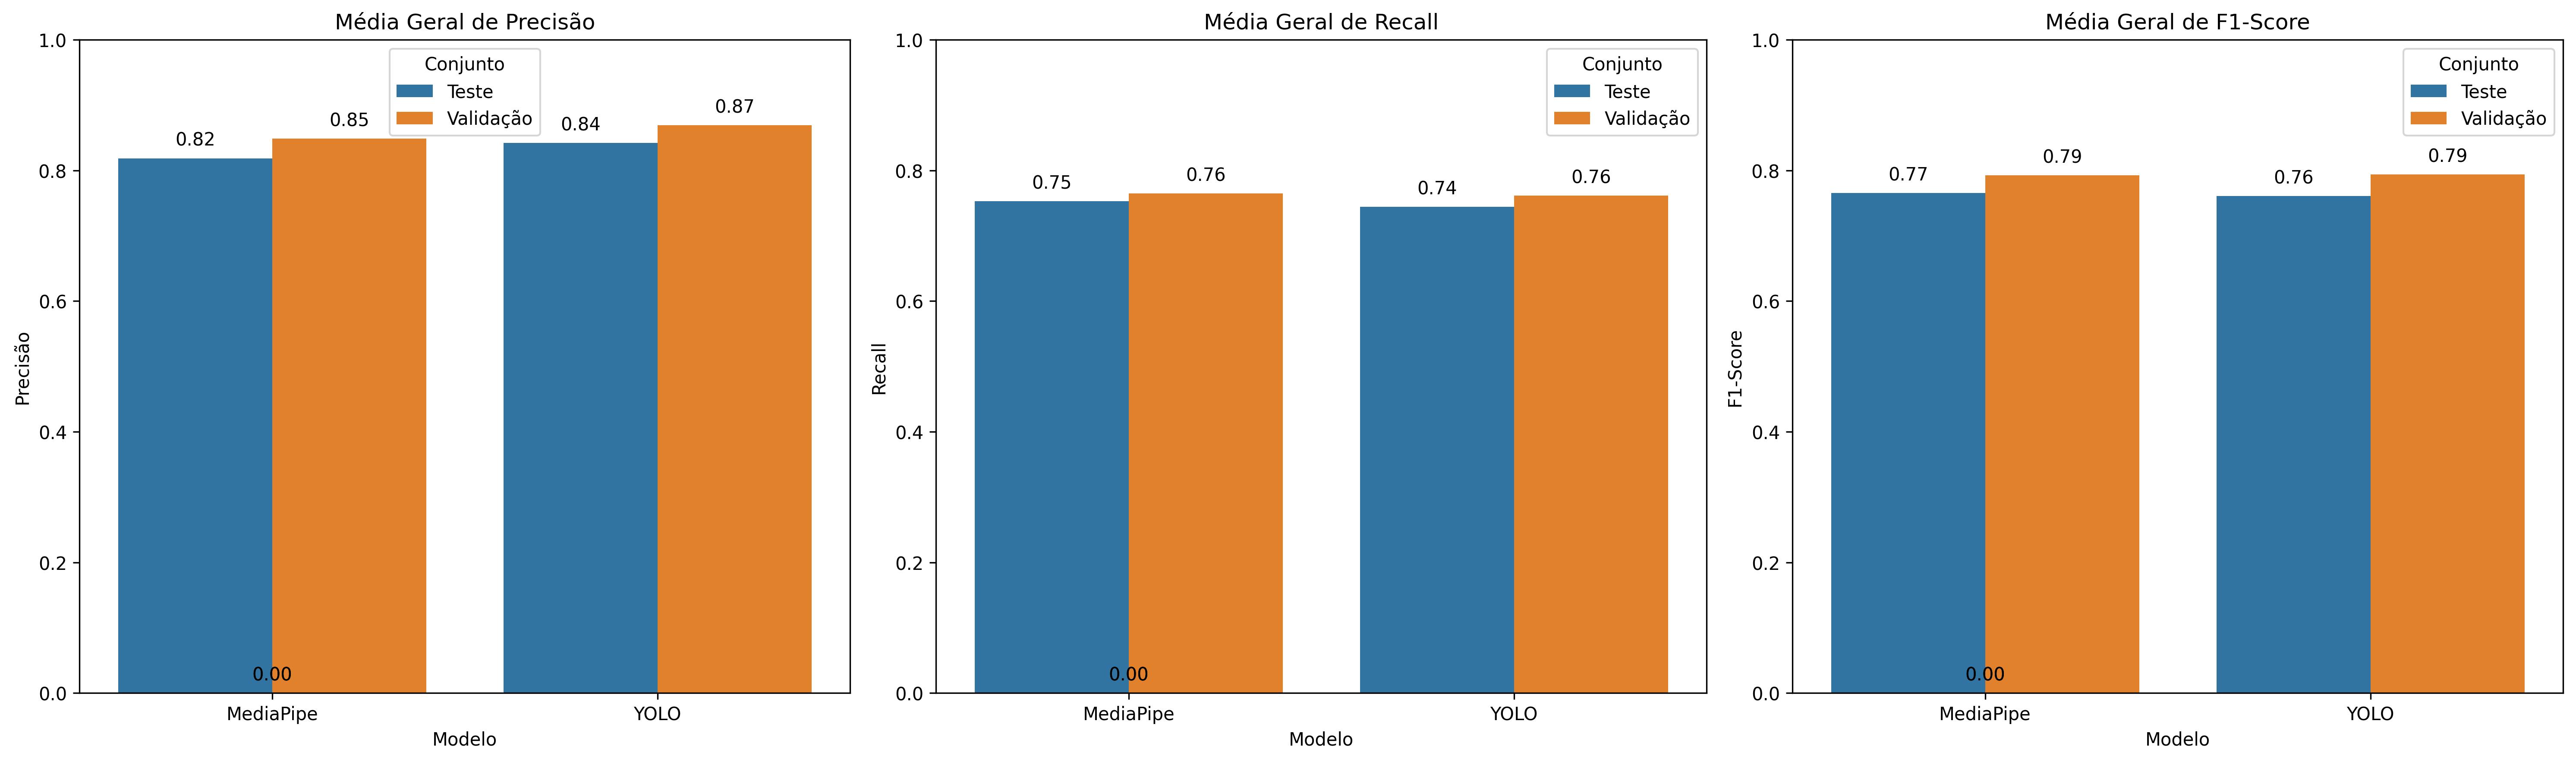 Média Geral de Precisão
1.0
0.8
0.6
0.4
0.2
0.0
Precisão
Conjunto
Teste
Validação
0.82
0.85
0.84
0.87
0.00
MediaPipe
YOLO
Modelo
Média Geral de Recall
1.0
0.8
0.6
0.4
0.2
0.0
Recall
Conjunto
Teste
Validação
0.75
0.76
0.74
0.76
0.00
MediaPipe
YOLO
Modelo
Média Geral de F1-Score
1.0
0.8
0.6
0.4
0.2
0.0
F1-Score
Conjunto
Teste
Validação
0.77
0.79
0.76
0.79
0.00
MediaPipe
YOLO
Modelo